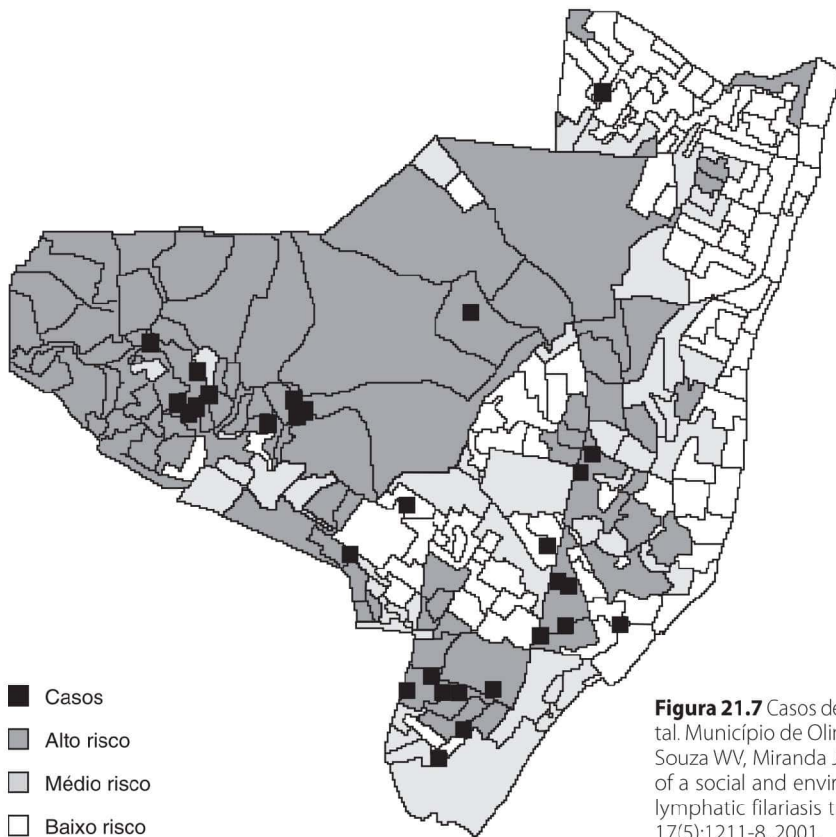 Casos
Alto risco
Médio risco
Baixo risco
Figura 21.7 Casos de
tal. Município de Olin
Souza WV, Miranda J
of a social and envir
lymphatic filariasis t
17(5):1211-8, 2001